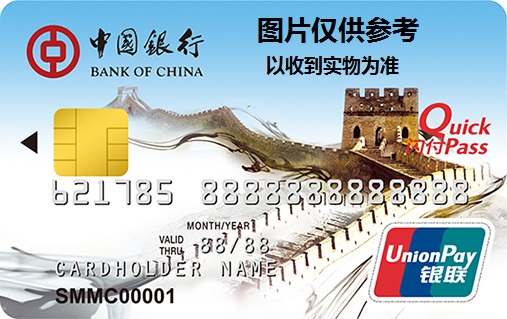 中國銀行
BANK OF CHINA
图片仅供参考
以收到实物为准
Quick
闪付Pass
621785 8888888888888
MONTH/YEAR
VALID
THRU
88/88
CARDHOLDER NAME
SMMC00001
UnionPay
银联